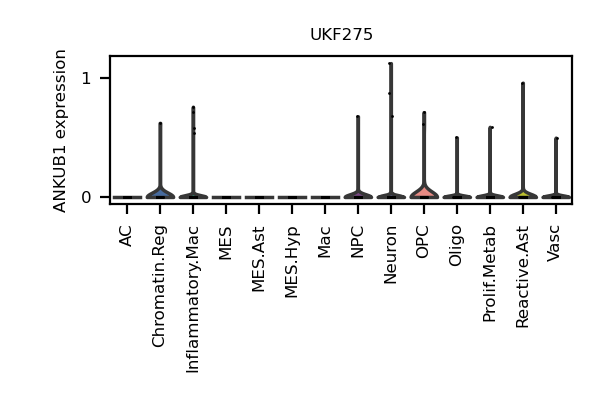 UKF275
ANKUB1 expression
1
0
AC
Chromatin.Reg
Inflammatory.Mac
MES
MES.Ast
MES.Hyp
Mac
NPC
Neuron
OPC
Oligo
Prolif.Metab
Reactive.Ast
Vasc